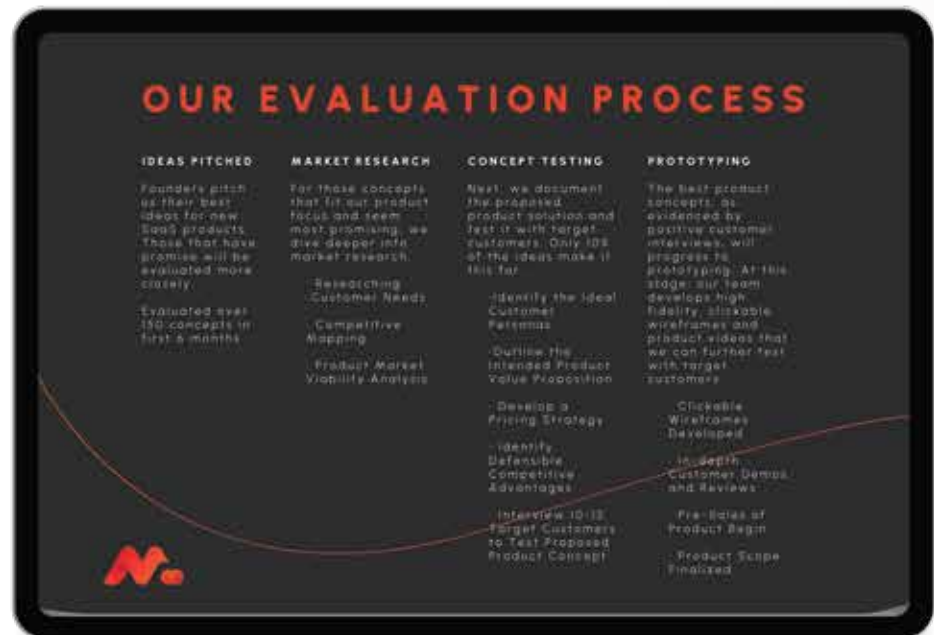 OUR EVALUATION PROCESS
IDEAS PITCHED
Founders pitch
us their best
ideas for new
SaaS products.
Those that have
promise will be
evaluated more
closely.
Evaluated over
150 concepts in
first 6 months
MARKET RESEARCH
For those concepts
that fit our product
focus and seem
most promising, we
dive deeper into
market research.
· Researching
Customer Needs
· Competitive
Mapping
· Product Market
Viability Analysis
CONCEPT TESTING
Next, we document
the proposed
product solution and
test it with target
customers. Only 10%
of the ideas make it
this far.
·Identify the Ideal
Customer
Personas
·Outline the
Intended Product
Value Proposition
· Develop a
Pricing Strategy
· Identify
Defensible
Competitive
Advantages
· Interview 10-15
Target Customers
to Test Proposed
Product Concept
PROTOTYPING
The best product
concepts, as
evidenced by
positive customer
interviews, will
progress to
prototyping. At this
stage, our team
develops high
fidelity, clickable
wireframes and
product videos that
we can further test
with target
customers
· Clickable
Wireframes
Developed
· In-depth
Customer Demos
and Reviews
· Pre-Sales of
Product Begin
· Product Scope
Finalized